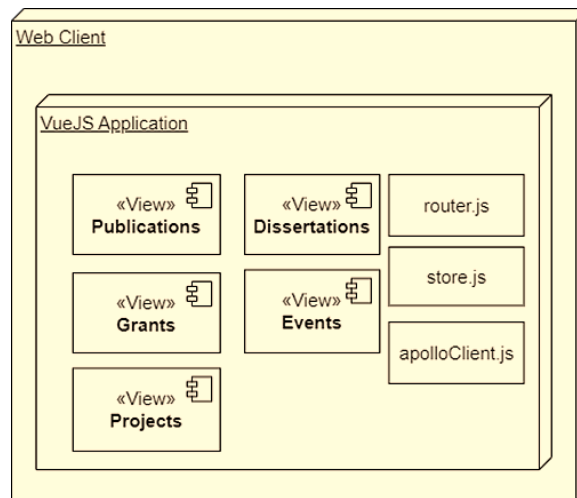 Web Client
VueJS Application
«View»
Publications
«View»
Dissertations
router.js
«View»
Grants
«View»
Events
store.js
«View»
Projects
apolloClient.js